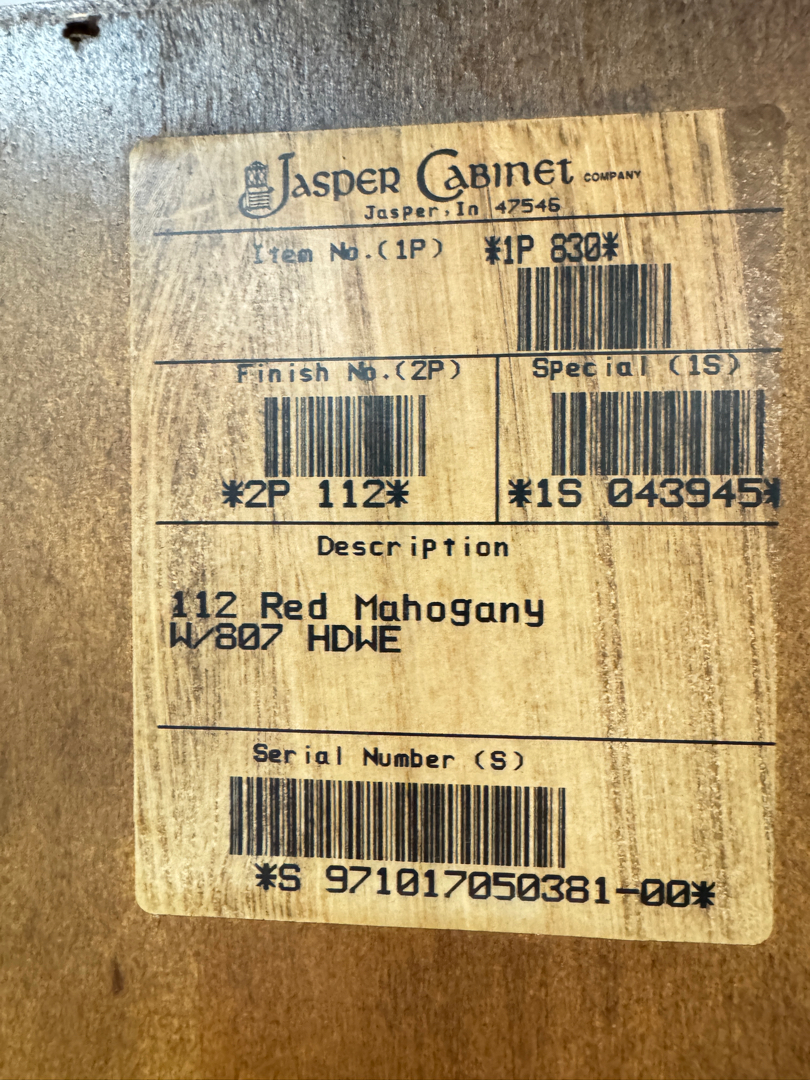 JASPER CABINET COMPANY
Jasper,In 47546
Item No.(1P) *1P 830*
Finish No.(2P)
Special (1S)
*2P 112*
*1S 043945*
Description
112 Red Mahogany
W/807 HDWE
Serial Number (S)
*S 971017050381-00*